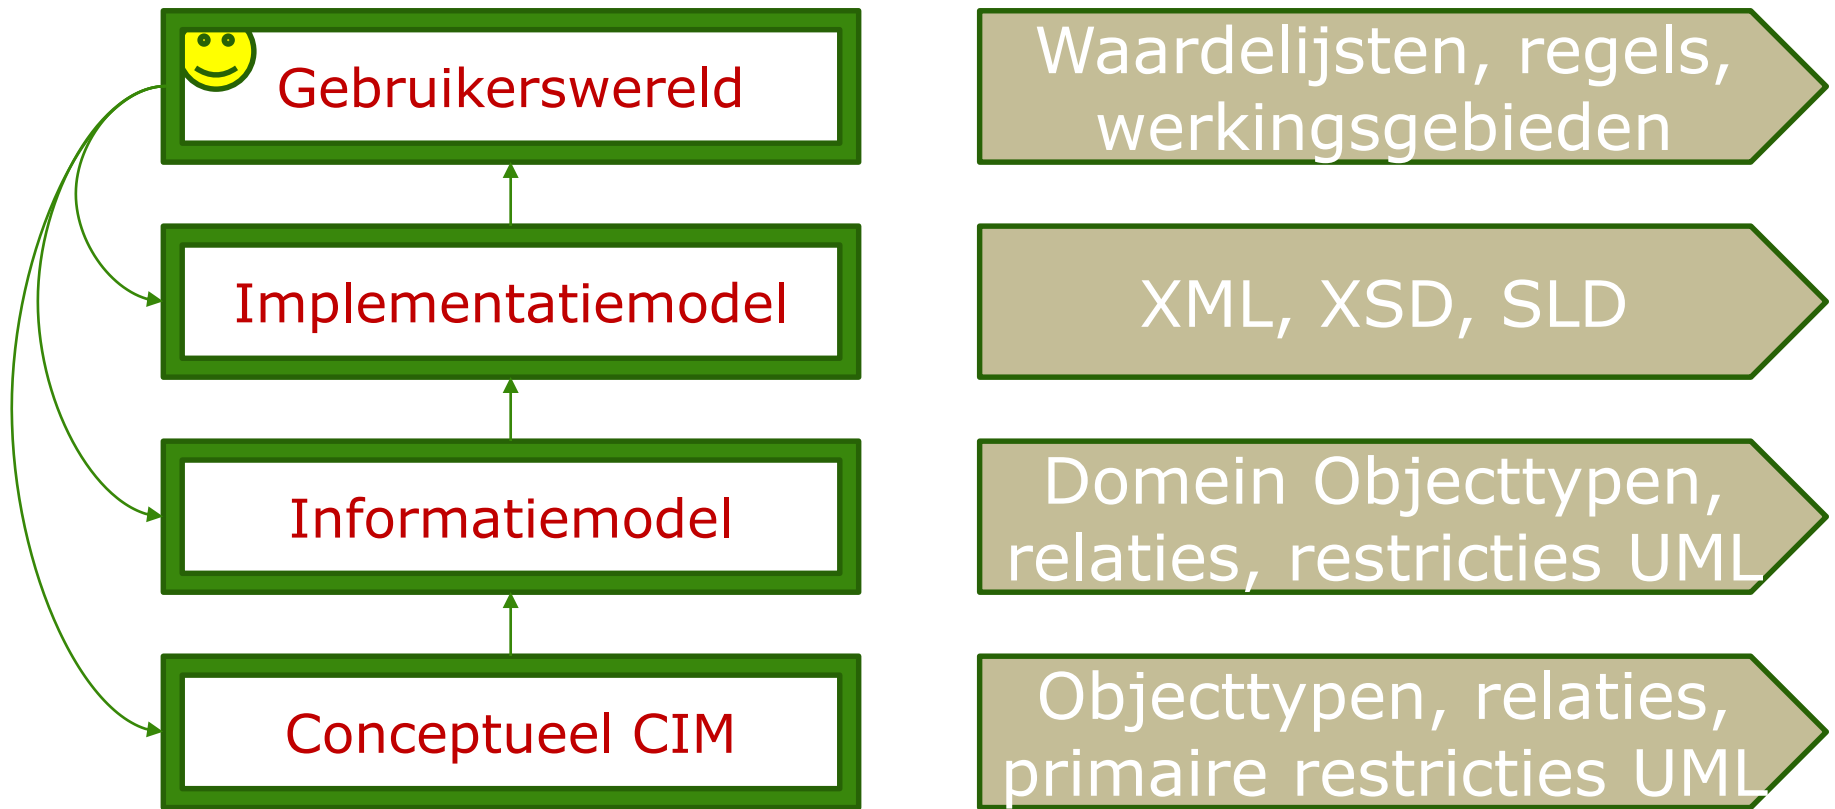 Gebruikerswereld
Waardelijsten, regels,
werkingsgebieden
Implementatiemodel
XML, XSD, SLD
Informatiemodel
Domein Objecttypen,
relaties, restricties UML
Conceptueel CIM
Objecttypen, relaties,
primaire restricties UML